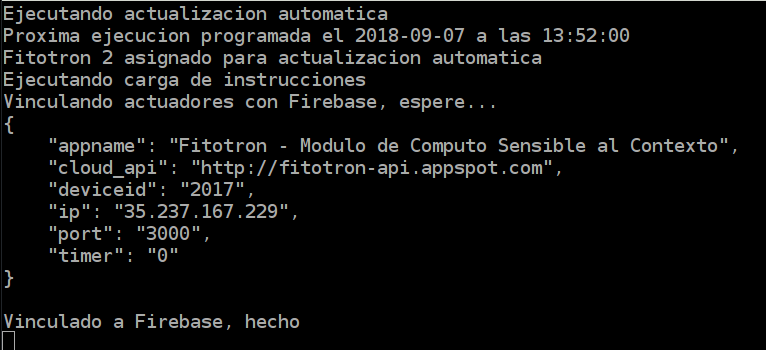 Ejecutando actualizacion automatica
Proxima ejecucion programada el 2018-09-07 a las 13:52:00
Fitotron 2 asignado para actualizacion automatica
Ejecutando carga de instrucciones
Vinculando actuadores con Firebase, espere...
{
    "appname": "Fitotron - Modulo de Computo Sensible al Contexto",
    "cloud_api": "http://fitotron-api.appspot.com",
    "deviceid": "2017",
    "ip": "35.237.167.229",
    "port": "3000",
    "timer": "0"
}
Vinculado a Firebase, hecho